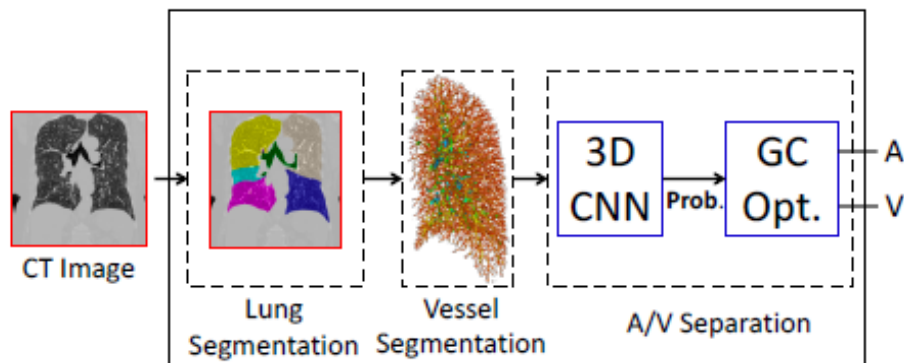 CT Image
Lung
Segmentation
Vessel
Segmentation
3D
CNN
Prob.
GC
Opt.
A
V
A/V Separation